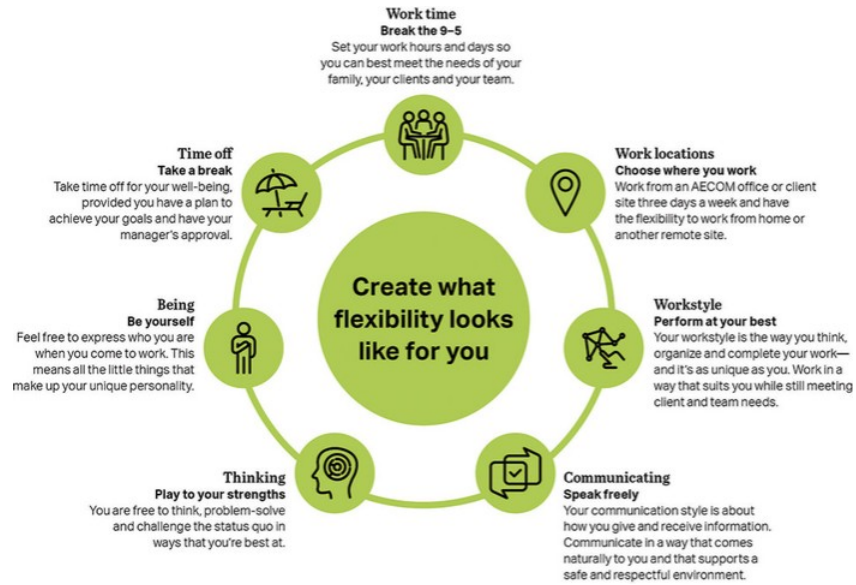 Work time
Break the 9–5
Set your work hours and days so
you can best meet the needs of your
family, your clients and your team.
Time off
Take a break
Take time off for your well-being,
provided you have a plan to
achieve your goals and have your
manager's approval.
Work locations
Choose where you work
Work from an AECOM office or client
site three days a week and have
the flexibility to work from home or
another remote site.
Create what
flexibility looks
like for you
Being
Be yourself
Feel free to express who you are
when you come to work. This
means all the little things that
make up your unique personality.
Workstyle
Perform at your best
Your workstyle is the way you think,
organize and complete your work—
and it's as unique as you. Work in a
way that suits you while still meeting
client and team needs.
Thinking
Play to your strengths
You are free to think, problem-solve
and challenge the status quo in
ways that you're best at.
Communicating
Speak freely
Your communication style is about
how you give and receive information.
Communicate in a way that comes
naturally to you and that supports a
safe and respectful environment.